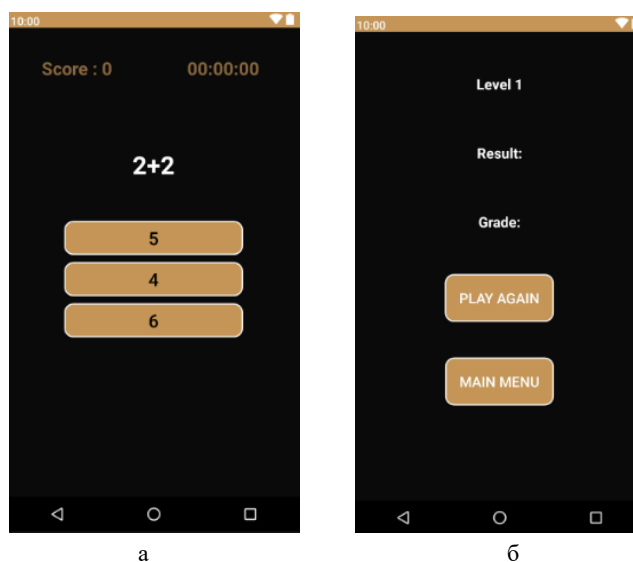 10:00
Score : 0 00:00:00
2+2
5
4
6
а
10:00
Level 1
Result:
Grade:
PLAY AGAIN
MAIN MENU
б